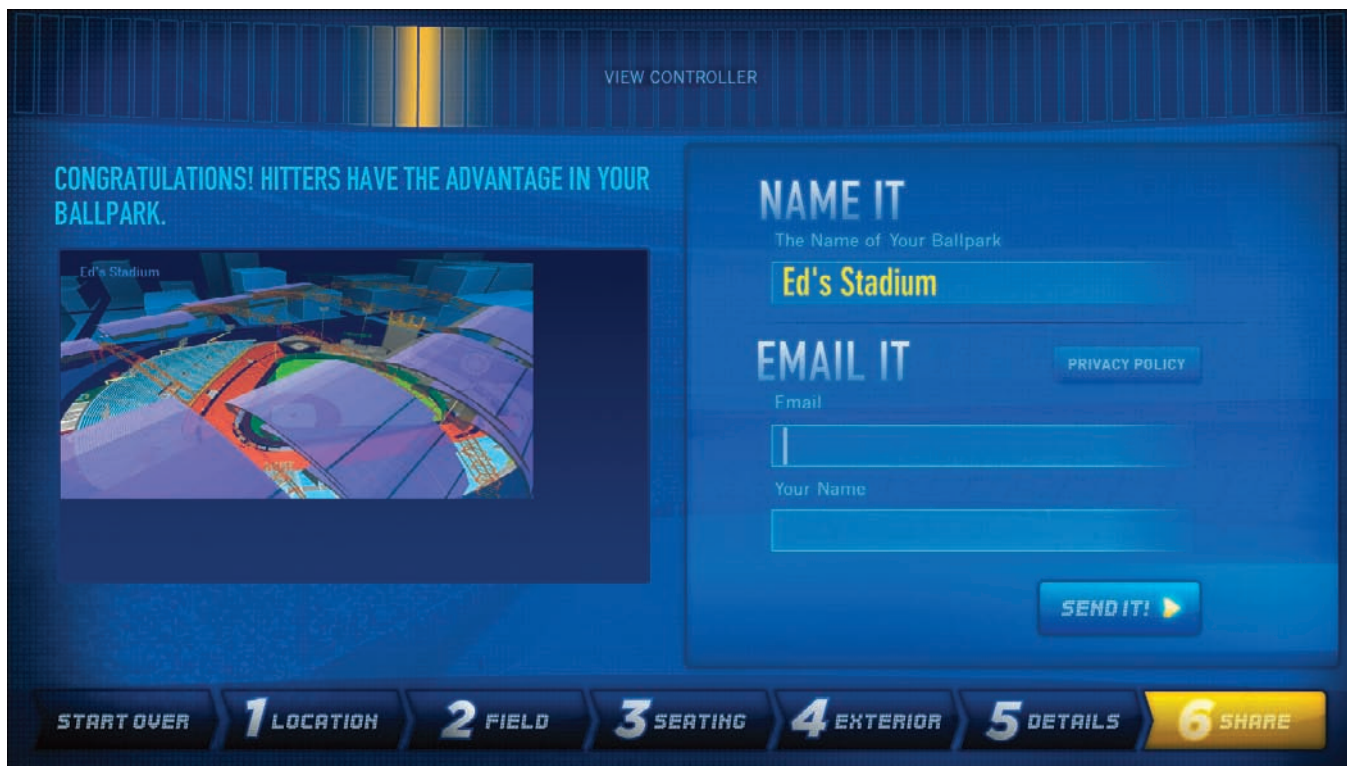 VIEW CONTROLLER
CONGRATULATIONS! HITTERS HAVE THE ADVANTAGE IN YOUR
BALLPARK.
Ed's Stadium
NAME IT
The Name of Your Ballpark
Ed's Stadium
EMAIL IT
PRIVACY POLICY
Email
Your Name
SEND IT!
START OVER
1 LOCATION
2 FIELD
3 SEATING
4 EXTERIOR
5 DETAILS
6 SHARE